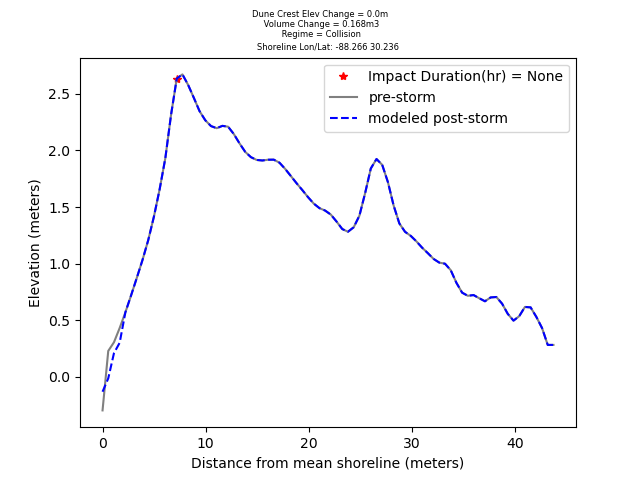 Dune Crest Elev Change = 0.0m
Volume Change = 0.168m3
Regime = Collision
Shoreline Lon/Lat: -88.266 30.236
Impact Duration(hr) = None
pre-storm
modeled post-storm
Elevation (meters)
2.5
2.0
1.5
1.0
0.5
0.0
0 10 20 30 40
Distance from mean shoreline (meters)